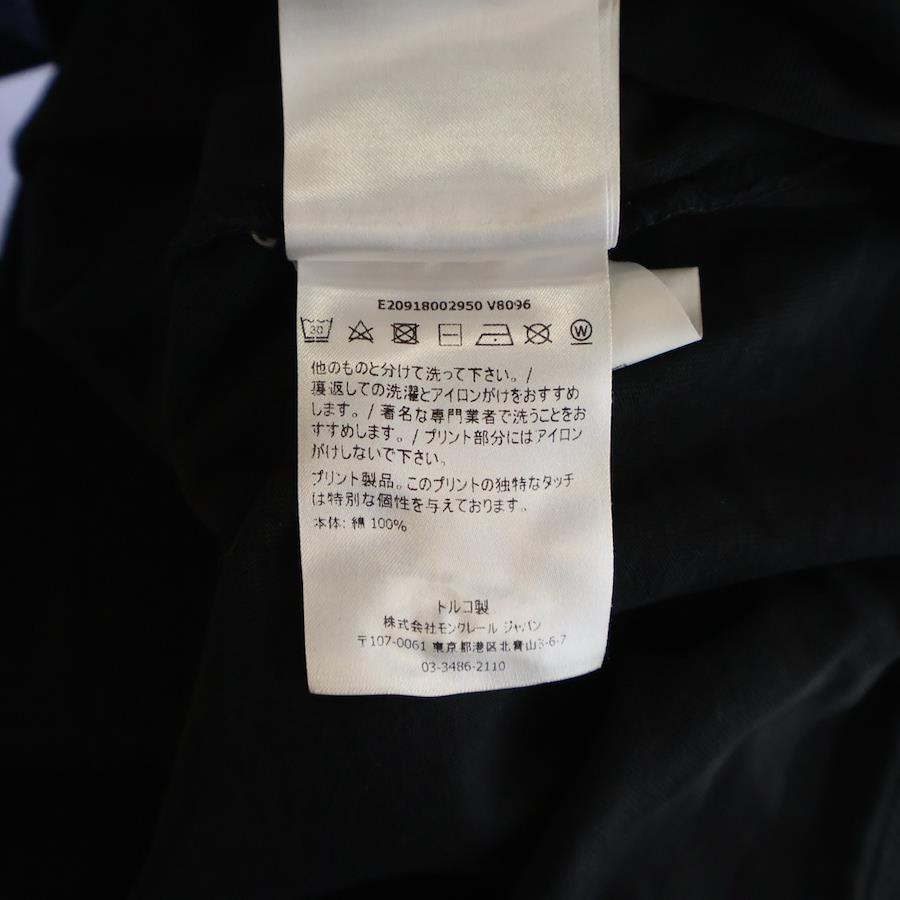 E20918002950 V8096
30 W
他のものと分けて洗って下さい。/
裏返しての洗濯とアイロンがけをおすすめ
します。/ 著名な専門業者で洗うことをお
すすめします。/ プリント部分にはアイロン
がけしないで下さい。
プリント製品。このプリントの独特なタッチ
は特別な個性を与えております。
本体: 綿 100%
トルコ製
株式会社モンクレール ジャパン
〒107-0061 東京都港区北青山3-6-7
03-3486-2110